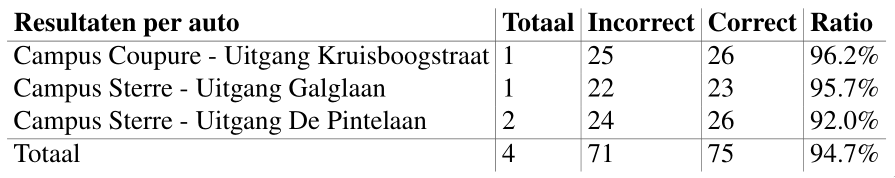 Resultaten per auto Totaal Incorrect Correct Ratio
Campus Coupure - Uitgang Kruisboogstraat 1 25 26 96.2%
Campus Sterre - Uitgang Galglaan 1 22 23 95.7%
Campus Sterre - Uitgang De Pintelaan 2 24 26 92.0%
Totaal 4 71 75 94.7%